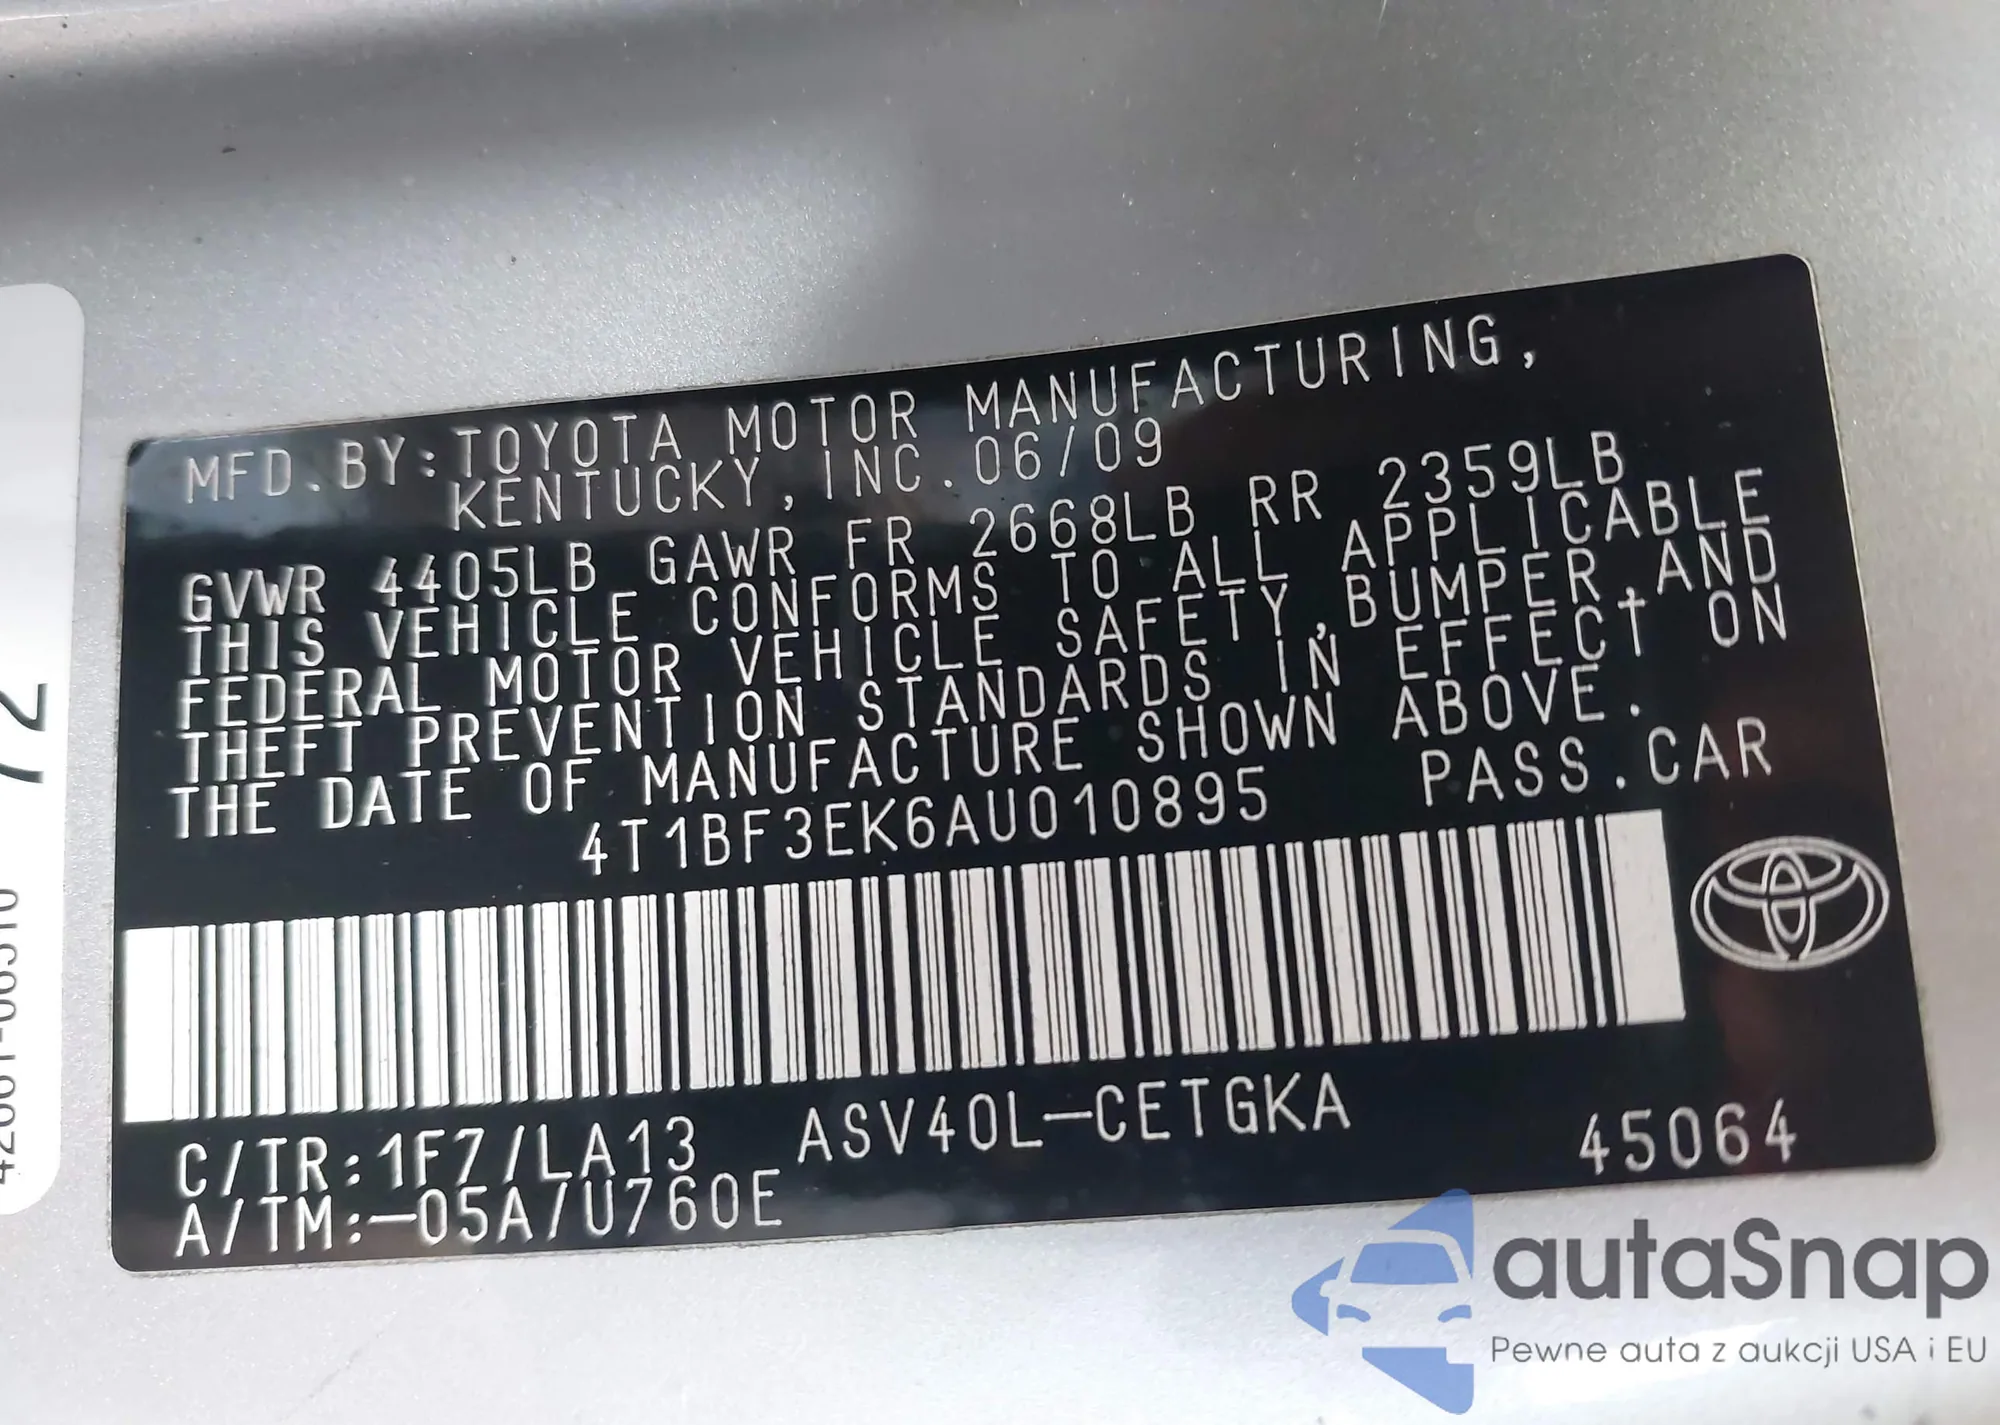 MFD.BY:TOYOTA MOTOR MANUFACTURING,
KENTUCKY, INC.06/09
GVWR 4405LB GAWR FR 2668LB RR 2359LB
THIS VEHICLE CONFORMS TO ALL APPLICABLE
FEDERAL MOTOR VEHICLE SAFETY,BUMPER,AND
THEFT PREVENTION STANDARDS IN EFFECT ON
THE DATE OF MANUFACTURE SHOWN ABOVE.
4T1BF3EK6AU010895 PASS.CAR
C/TR:1F7/LA13 ASV40L-CETGKA 45064
A/TM:-05A/U760E
72
autaSnap
Pewne auta z aukcji USA i EU